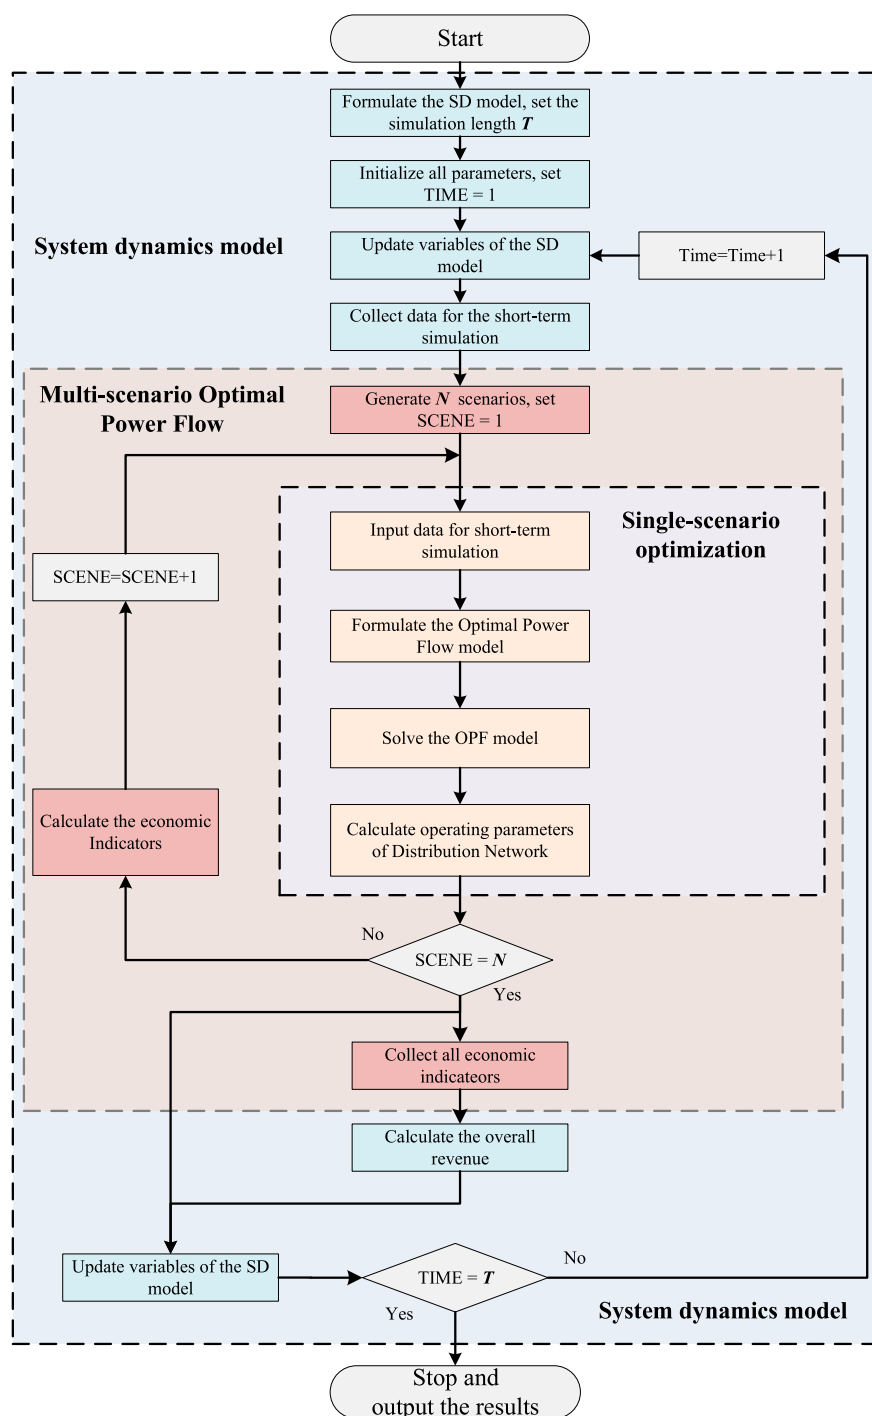 Start
Formulate the SD model, set the
simulation length T
Initialize all parameters, set
TIME = 1
System dynamics model
Update variables of the SD
model
Time=Time+1
Collect data for the short-term
simulation
Multi-scenario Optimal
Power Flow
Generate N scenarios, set
SCENE = 1
Single-scenario
optimization
Input data for short-term
simulation
SCENE=SCENE+1
Formulate the Optimal Power
Flow model
Solve the OPF model
Calculate the economic
Indicators
Calculate operating parameters
of Distribution Network
No
SCENE = N
Yes
Collect all economic
indicateors
Calculate the overall
revenue
Update variables of the SD
model
TIME = T
No
Yes
System dynamics model
Stop and
output the results